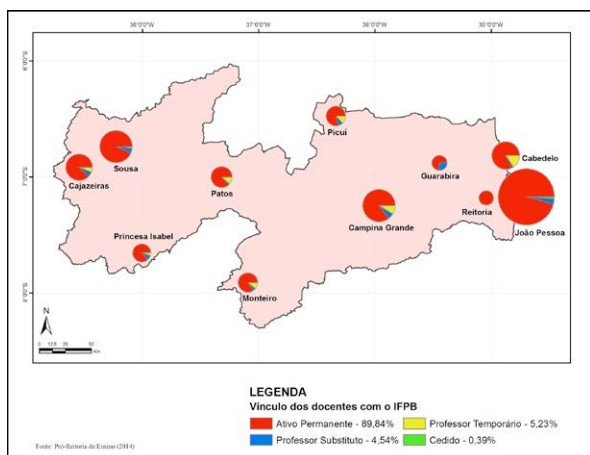 38°0'0"W 37°0'0"W 36°0'0"W 35°0'0"W
6°0'0"S
Picuí
Sousa
Cajazeiras
Guarabira
Cabedelo
7°0'0"S
Patos
Reitoria
Campina Grande
João Pessoa
Princesa Isabel
Monteiro
8°0'0"S
N
0 12,5 25 50
km
LEGENDA
Vínculo dos docentes com o IFPB
Ativo Permanente - 89,84% Professor Temporário - 5,23%
Professor Substituto - 4,54% Cedido - 0,39%
Fonte: Pró-Reitoria de Ensino (2014)